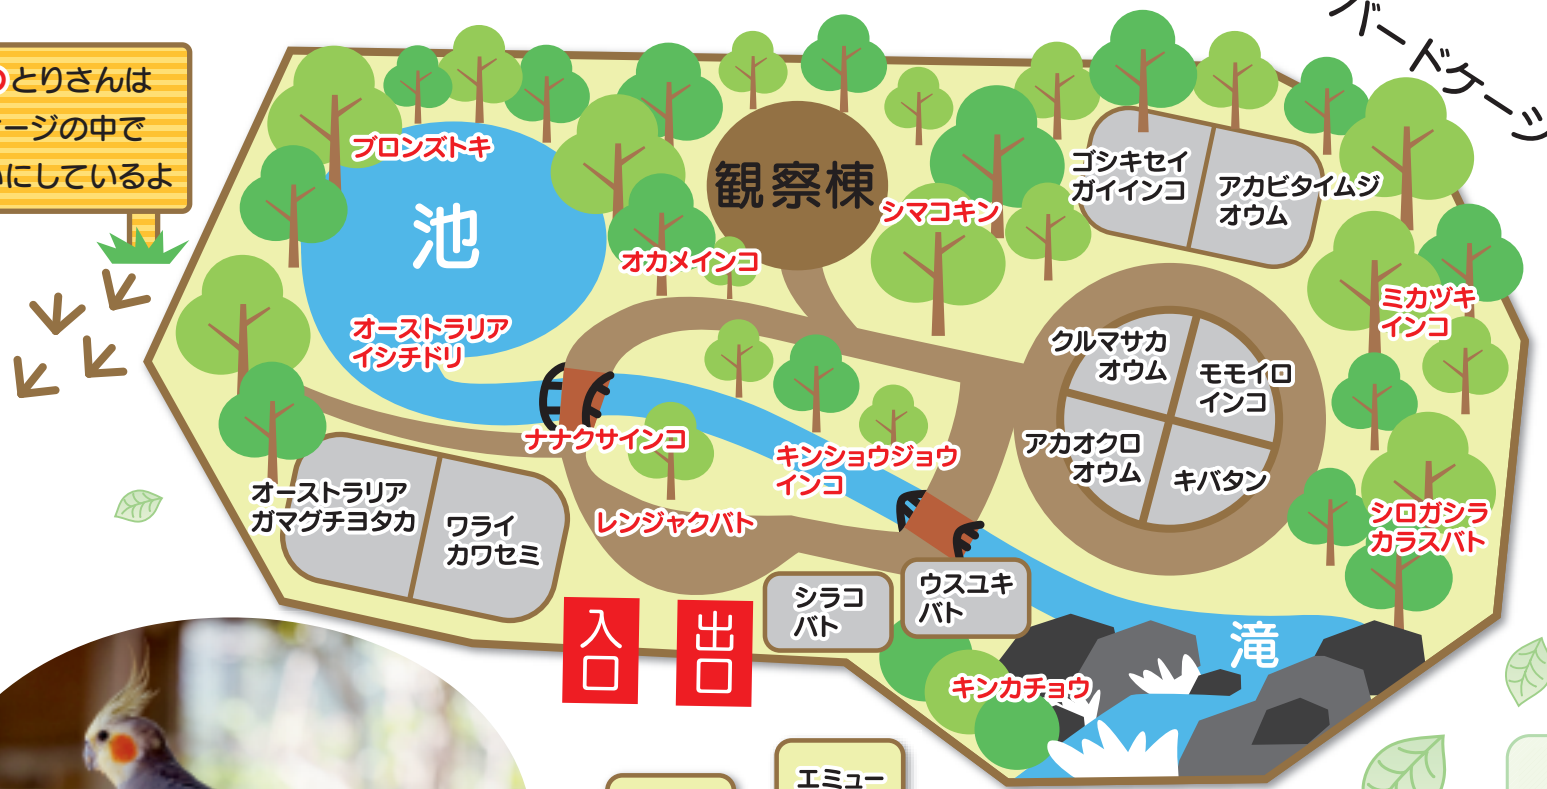 バードケージ
とりさんは
ージの中で
にしているよ
ブロンズトキ
池
観察棟
シマコキン
オカメインコ
ゴシキセイ
ガイインコ
アカビタイムジ
オウム
ミカヅキ
インコ
オーストラリア
イシチドリ
クルマサカ
オウム
モモイロ
インコ
アカオクロ
オウム
キバタン
ナナクサインコ
キンショウジョウ
インコ
オーストラリア
ガマグチヨタカ
ワライ
カワセミ
レンジャクバト
シロガシラ
カラスバト
シラコ
バト
ウスユキ
バト
入口
出口
滝
キンカチョウ
エミュー